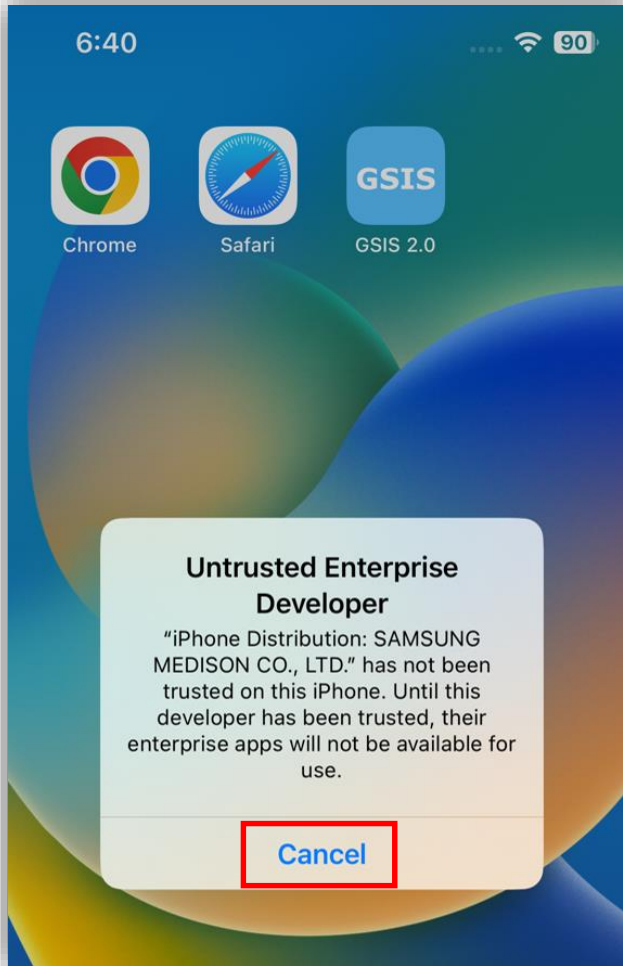 6:40
90
GSIS
Chrome
Safari
GSIS 2.0
Untrusted Enterprise
Developer
“iPhone Distribution: SAMSUNG
MEDISON CO., LTD.” has not been
trusted on this iPhone. Until this
developer has been trusted, their
enterprise apps will not be available for
use.
Cancel